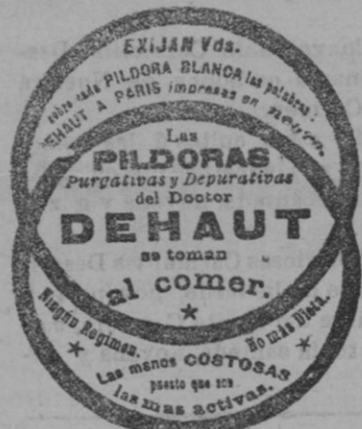 EXIJAN Vds.
sobre cada PILDORA BLANCA las palabras:
DEHAUT A PARIS impresas en negro.
Las
PILDORAS
Purgativas y Depurativas
del Doctor
DEHAUT
se toman
al comer.
★
Ningún Regimen. No más Dieta.
★ ★
Las menos COSTOSAS
puesto que son
las mas activas.